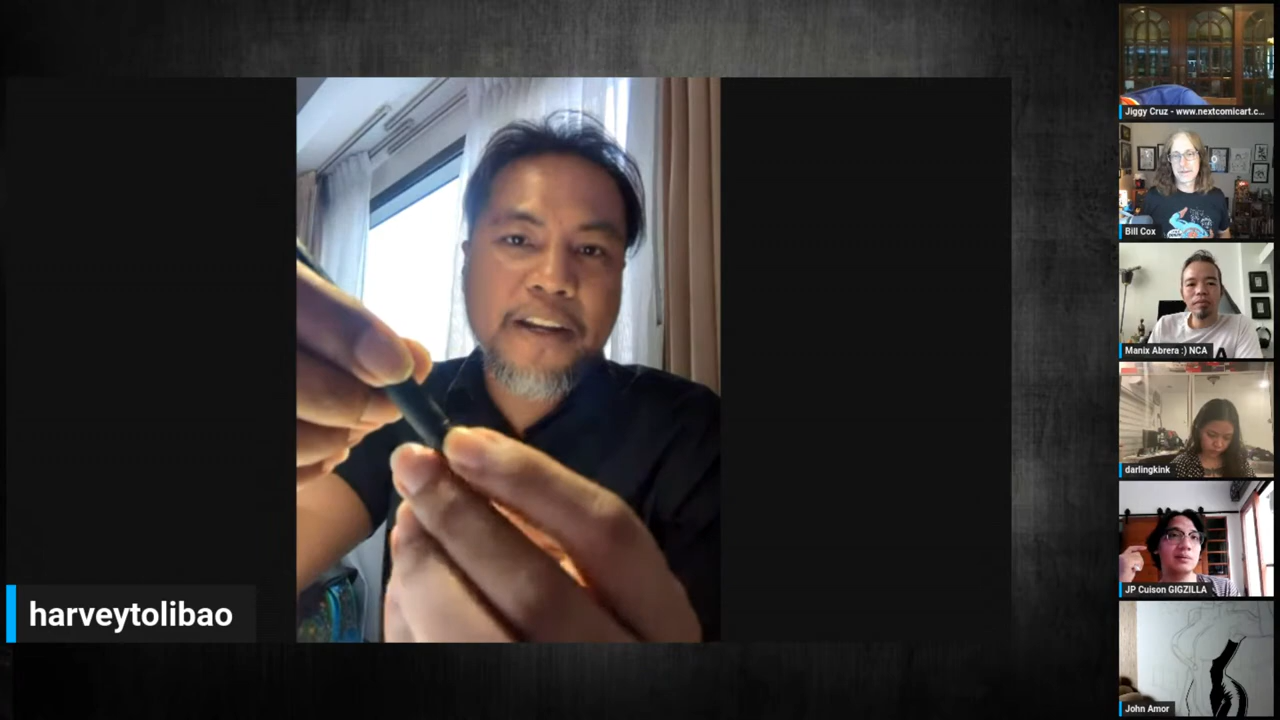 harveytolibao
Jiggy Cruz - www.nextcomicart.c...
Bill Cox
Manix Abrera :) NCA
darlingkink
JP Cuison GIGZILLA
John Amor